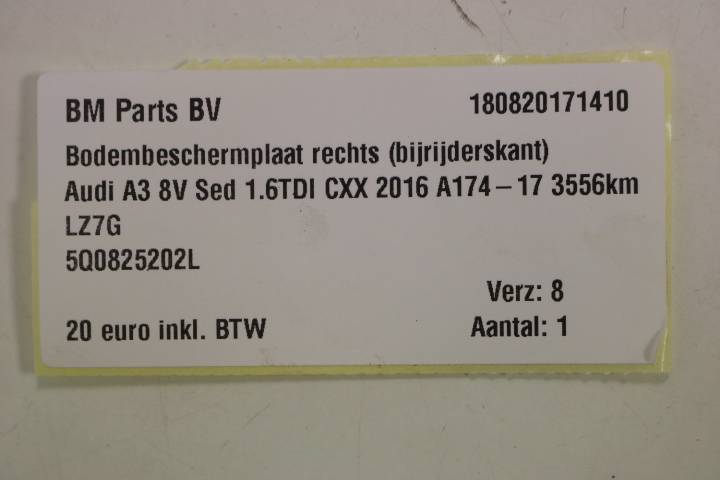 BM Parts BV 180820171410
Bodembeschermplaat rechts (bijrijderskant)
Audi A3 8V Sed 1.6TDI CXX 2016 A174-17 3556km
LZ7G
5Q0825202L
Verz: 8
20 euro inkl. BTW Aantal: 1